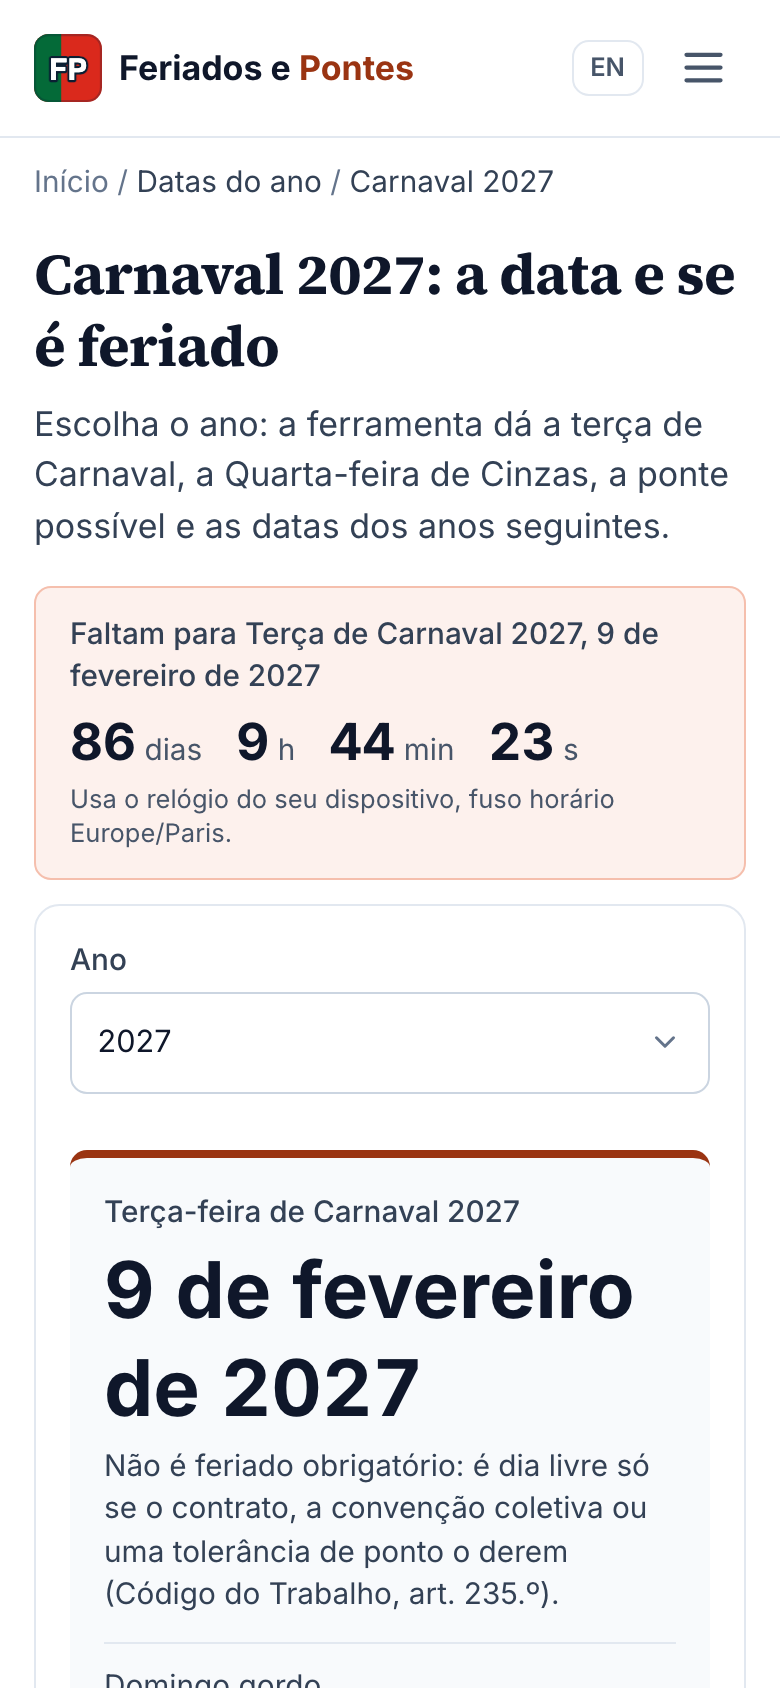 FP Feriados e Pontes EN
Início / Datas do ano / Carnaval 2027
Carnaval 2027: a data e se
é feriado
Escolha o ano: a ferramenta dá a terça de
Carnaval, a Quarta-feira de Cinzas, a ponte
possível e as datas dos anos seguintes.
Faltam para Terça de Carnaval 2027, 9 de
fevereiro de 2027
86 dias 9 h 44 min 23 s
Usa o relógio do seu dispositivo, fuso horário
Europe/Paris.
Ano
2027
Terça-feira de Carnaval 2027
9 de fevereiro
de 2027
Não é feriado obrigatório: é dia livre só
se o contrato, a convenção coletiva ou
uma tolerância de ponto o derem
(Código do Trabalho, art. 235.º).
Domingo gordo